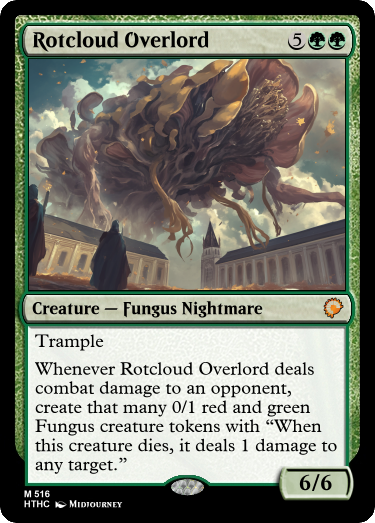 Rotcloud Overlord 5
Creature — Fungus Nightmare
Trample
Whenever Rotcloud Overlord deals
combat damage to an opponent,
create that many 0/1 red and green
Fungus creature tokens with “When
this creature dies, it deals 1 damage to
any target.”
6/6
M 516
HTHC Midjourney